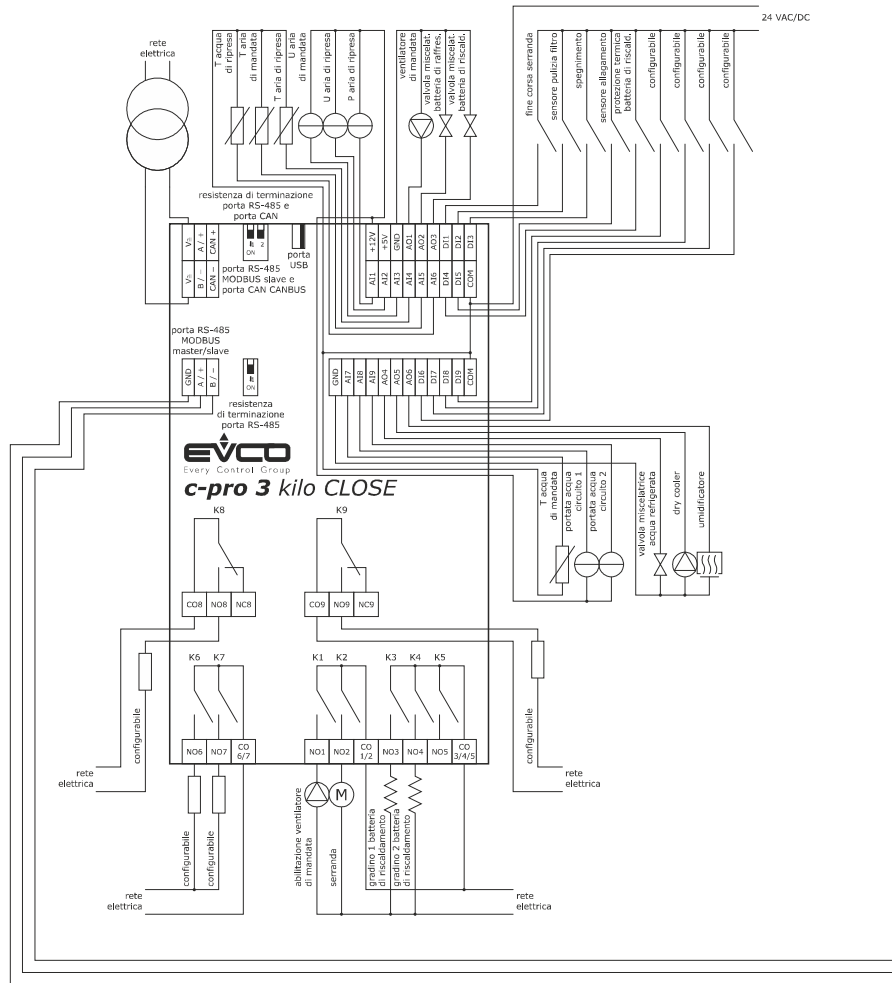 24 VAC/DC
rete
elettrica
T acqua
di ripresa
T aria
di mandata
T aria di ripresa
U aria
di mandata
U aria di ripresa
P aria di ripresa
ventilatore
di mandata
valvola miscelat.
batteria di raffres.
valvola miscelat.
batteria di riscald.
fine corsa serranda
sensore pulizia filtro
spegnimento
sensore allagamento
protezione termica
batteria di riscald.
configurabile
configurabile
configurabile
configurabile
resistenza di terminazione
porta RS-485 e
porta CAN
V≂ A / + CAN +
V≂ B / − CAN −
1 2
ON
porta
USB
porta RS-485
MODBUS slave e
porta CAN CANBUS
+12V +5V GND AO1 AO2 AO3 DI1 DI2 DI3
AI1 AI2 AI3 AI4 AI5 AI6 DI4 DI5 COM
porta RS-485
MODBUS
master/slave
GND A / + B / −
ON
resistenza
di terminazione
porta RS-485
GND AI7 AI8 AI9 AO4 AO5 AO6 DI6 DI7 DI8 DI9 COM
EVCO
Every Control Group
c-pro 3 kilo CLOSE
T acqua
di mandata
portata acqua
circuito 1
portata acqua
circuito 2
valvola miscelatrice
acqua refrigerata
dry cooler
umidificatore
K8
K9
CO8 NO8 NC8
CO9 NO9 NC9
K6 K7
K1 K2 K3 K4 K5
configurabile
configurabile
NO6 NO7 CO 6/7
NO1 NO2 CO 1/2 NO3 NO4 NO5 CO 3/4/5
rete
elettrica
rete
elettrica
M
configurabile
configurabile
abilitazione ventilatore
di mandata
serranda
gradino 1 batteria
di riscaldamento
gradino 2 batteria
di riscaldamento
rete
elettrica
rete
elettrica